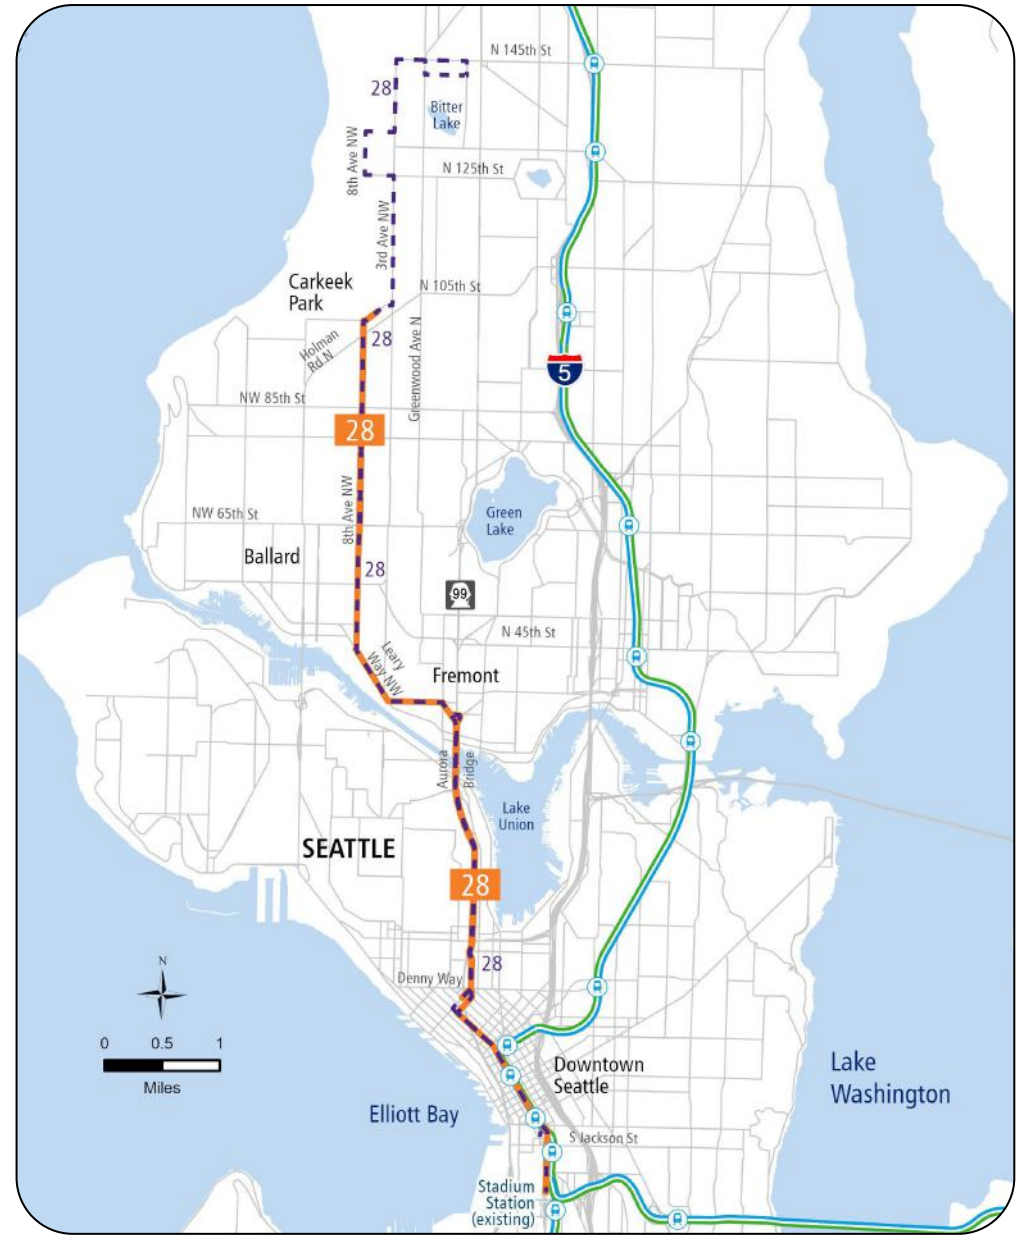 N 145th St
28
Bitter
Lake
8th Ave NW
N 125th St
3rd Ave NW
Carkeek
Park
N 105th St
28
Holman
Rd N
Greenwood Ave N
5
NW 85th St
28
8th Ave NW
Green
Lake
NW 65th St
Ballard
28
99
N 45th St
Leary
Way NW
Fremont
Aurora
Bridge
Lake
Union
SEATTLE
28
28
Denny Way
N
0 0.5 1
Miles
Downtown
Seattle
Lake
Washington
Elliott Bay
S Jackson St
Stadium
Station
(existing)